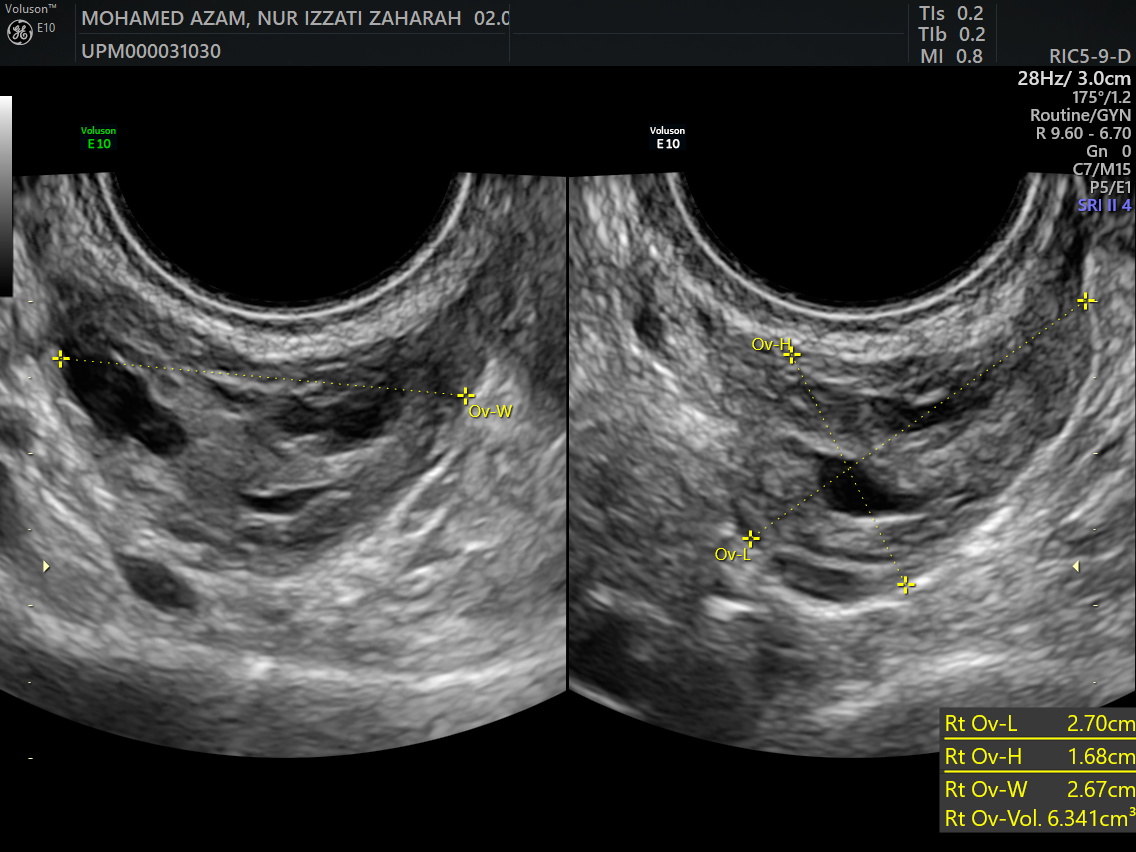 Voluson™
E10
MOHAMED AZAM, NUR IZZATI ZAHARAH 02.0
UPM000031030
TIs 0.2
TIb 0.2
MI 0.8
RIC5-9-D
28Hz/ 3.0cm
175°/1.2
Routine/GYN
R 9.60 - 6.70
Gn 0
C7/M15
P5/E1
SRI II 4
Voluson
E10
Voluson
E10
Ov-H
Ov-W
Ov-L
Rt Ov-L 2.70cm
Rt Ov-H 1.68cm
Rt Ov-W 2.67cm
Rt Ov-Vol. 6.341cm³